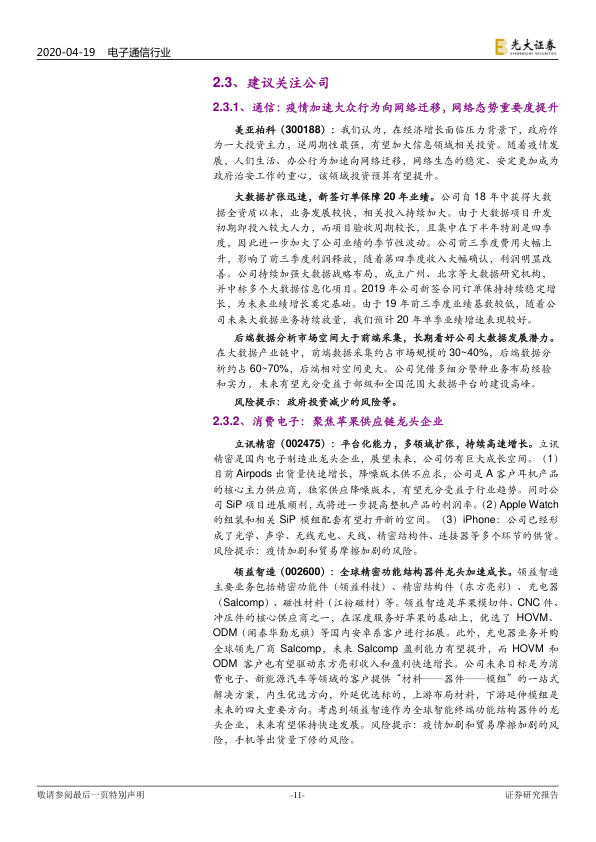 2020-04-19 电子通信行业
光大证券
EVERBRIGHT SECURITIES
2.3、建议关注公司
2.3.1、通信：疫情加速大众行为向网络迁移，网络态势重要度提升
美亚柏科（300188）：我们认为，在经济增长面临压力背景下，政府作
为一大投资主力，逆周期性最强，有望加大信息领域相关投资。随着疫情发
展，人们生活、办公行为加速向网络迁移，网络生态的稳定、安定更加成为
政府治安工作的重心，该领域投资预算有望提升。
大数据扩张迅速，新签订单保障 20 年业绩。公司自 18 年中获得大数
据全资质以来，业务发展较快，相关投入持续加大。由于大数据项目开发
初期即投入较大人力，而项目验收周期较长，且集中在下半年特别是四季
度，因此进一步加大了公司业绩的季节性波动。公司前三季度费用大幅上
升，影响了前三季度利润释放，随着第四季度收入大幅确认，利润明显改
善。公司持续加强大数据战略布局，成立广州、北京等大数据研究机构，
并中标多个大数据信息化项目。2019 年公司新签合同订单保持持续稳定增
长，为未来业绩增长奠定基础。由于 19 年前三季度业绩基数较低，随着公
司未来大数据业务持续放量，我们预计 20 年单季业绩增速表现较好。
后端数据分析市场空间大于前端采集，长期看好公司大数据发展潜力。
在大数据产业链中，前端数据采集约占市场规模的 30~40%，后端数据分
析约占 60~70%，后端相对空间更大。公司凭借多细分警种业务布局经验
和实力，未来有望充分受益于部级和全国范围大数据平台的建设高峰。
风险提示：政府投资减少的风险等。
2.3.2、消费电子：聚焦苹果供应链龙头企业
立讯精密（002475）：平台化能力，多领域扩张，持续高速增长。立讯
精密是国内电子制造业龙头企业，展望未来，公司仍有巨大成长空间。（1）
目前 Airpods 出货量快速增长，降噪版本供不应求，公司是 A 客户耳机产品
的核心主力供应商，独家供应降噪版本，有望充分受益于行业趋势。同时公
司 SiP 项目进展顺利，或将进一步提高整机产品的利润率。（2）Apple Watch
的组装和相关 SiP 模组配套有望打开新的空间。（3）iPhone：公司已经形
成了光学、声学、无线充电、天线、精密结构件、连接器等多个环节的供货。
风险提示：疫情加剧和贸易摩擦加剧的风险。
领益智造（002600）：全球精密功能结构器件龙头加速成长。领益智造
主要业务包括精密功能件（领益科技）、精密结构件（东方亮彩）、充电器
（Salcomp）、磁性材料（江粉磁材）等。领益智造是苹果模切件、CNC 件、
冲压件的核心供应商之一，在深度服务好苹果的基础上，优选了 HOVM、
ODM（闻泰华勤龙旗）等国内安卓系客户进行拓展。此外，充电器业务并购
全球领先厂商 Salcomp，未来 Salcomp 盈利能力有望提升，而 HOVM 和
ODM 客户也有望驱动东方亮彩收入和盈利快速增长。公司未来目标是为消
费电子、新能源汽车等领域的客户提供“材料——器件——模组”的一站式
解决方案，内生优选方向，外延优选标的，上游布局材料，下游延伸模组是
未来的四大重要方向。考虑到领益智造作为全球智能终端功能结构器件的龙
头企业，未来有望保持快速发展。风险提示：疫情加剧和贸易摩擦加剧的风
险，手机等出货量下修的风险。
敬请参阅最后一页特别声明
-11-
证券研究报告